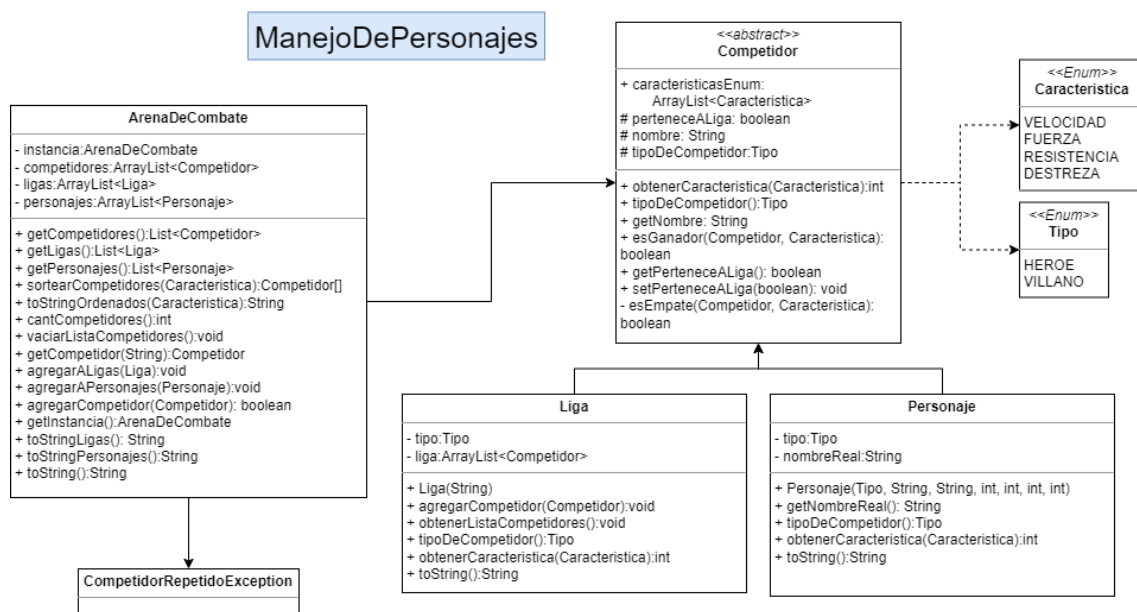 ManejoDePersonajes
ArenaDeCombate
- instancia:ArenaDeCombate
- competidores:ArrayList<Competidor>
- ligas:ArrayList<Liga>
- personajes:ArrayList<Personaje>
+ getCompetidores():List<Competidor>
+ getLigas():List<Liga>
+ getPersonajes():List<Personaje>
+ sortearCompetidores(Caracteristica):Competidor[]
+ toStringOrdenados(Caracteristica):String
+ cantCompetidores():int
+ vaciarListaCompetidores():void
+ getCompetidor(String):Competidor
+ agregarALigas(Liga):void
+ agregarAPersonajes(Personaje):void
+ agregarCompetidor(Competidor): boolean
+ getInstancia():ArenaDeCombate
+ toStringLigas(): String
+ toStringPersonajes():String
+ toString():String
CompetidorRepetidoException
<<abstract>>
Competidor
+ caracteristicasEnum:
ArrayList<Caracteristica>
# perteneceALiga: boolean
# nombre: String
# tipoDeCompetidor:Tipo
+ obtenerCaracteristica(Caracteristica):int
+ tipoDeCompetidor():Tipo
+ getNombre: String
+ esGanador(Competidor, Caracteristica):
boolean
+ getPerteneceALiga(): boolean
+ setPerteneceALiga(boolean): void
- esEmpate(Competidor, Caracteristica):
boolean
<<Enum>>
Caracteristica
VELOCIDAD
FUERZA
RESISTENCIA
DESTREZA
<<Enum>>
Tipo
HEROE
VILLANO
Liga
- tipo:Tipo
- liga:ArrayList<Competidor>
+ Liga(String)
+ agregarCompetidor(Competidor):void
+ obtenerListaCompetidores():void
+ tipoDeCompetidor():Tipo
+ obtenerCaracteristica(Caracteristica):int
+ toString():String
Personaje
- tipo:Tipo
- nombreReal:String
+ Personaje(Tipo, String, String, int, int, int, int)
+ getNombreReal(): String
+ tipoDeCompetidor():Tipo
+ obtenerCaracteristica(Caracteristica):int
+ toString():String